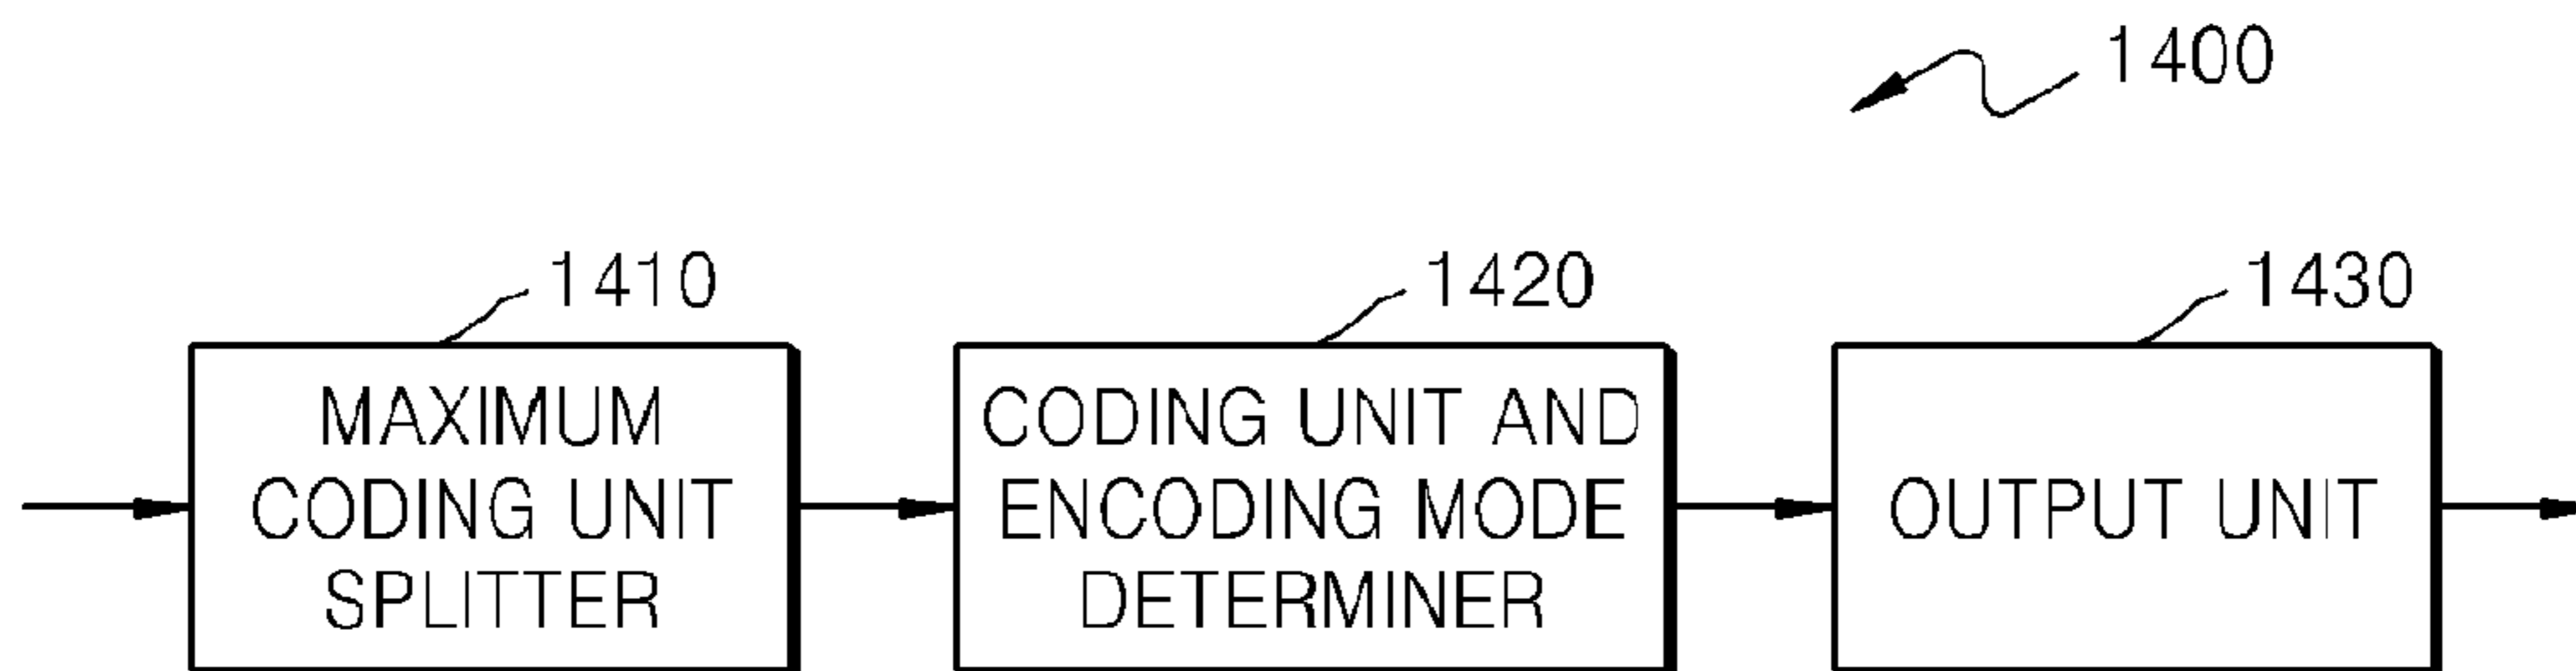 1400
1410
1420
1430
MAXIMUM
CODING UNIT
SPLITTER
CODING UNIT AND
ENCODING MODE
DETERMINER
OUTPUT UNIT